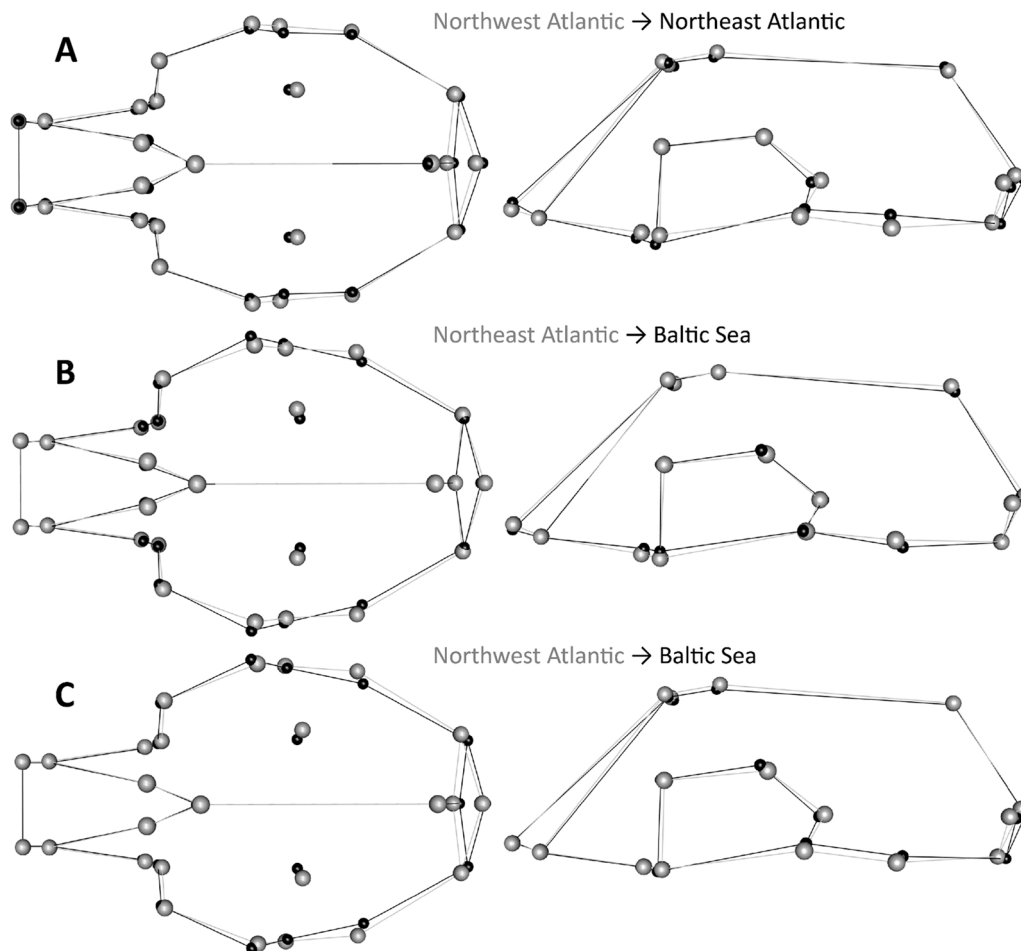 A
Northwest Atlantic → Northeast Atlantic
B
Northeast Atlantic → Baltic Sea
C
Northwest Atlantic → Baltic Sea